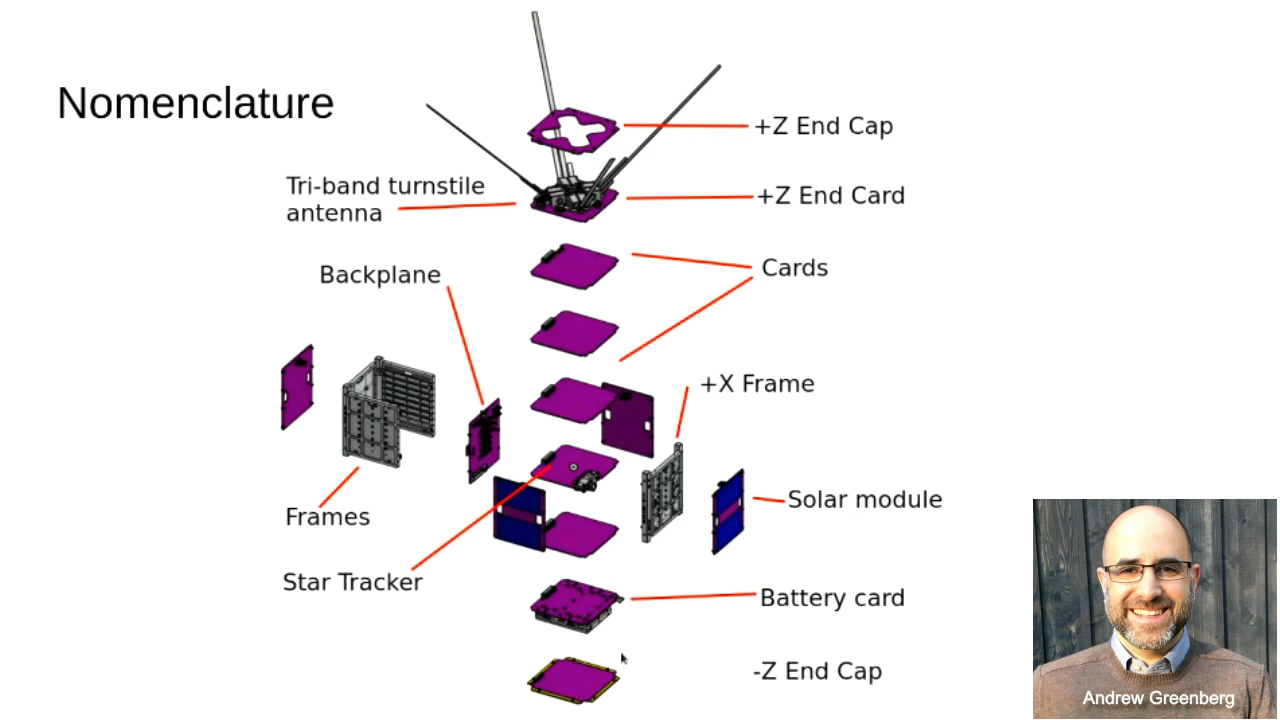 Nomenclature
+Z End Cap
Tri-band turnstile
antenna
+Z End Card
Backplane
Cards
+X Frame
Frames
Solar module
Star Tracker
Battery card
-Z End Cap
Andrew Greenberg